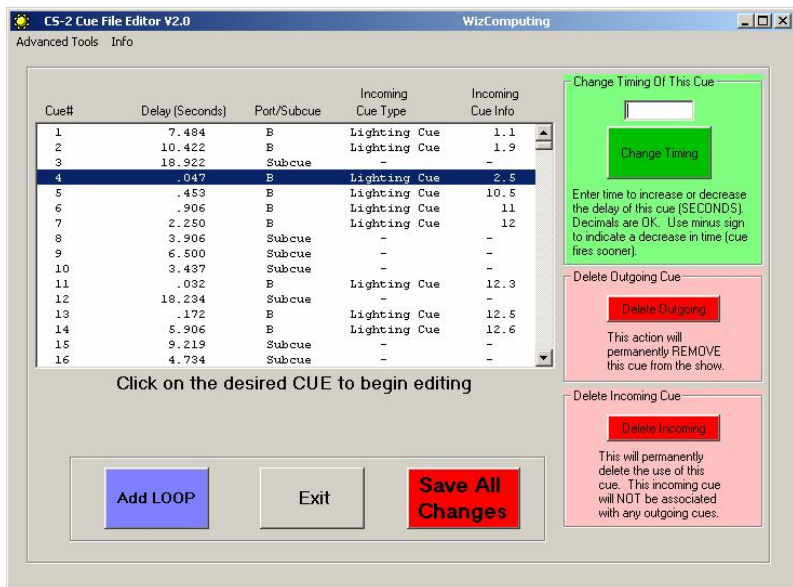 CS-2 Cue File Editor V2.0 WizComputing
Advanced Tools Info
Incoming Incoming
Cue# Delay (Seconds) Port/Subcue Cue Type Cue Info
1 7.484 B Lighting Cue 1.1
2 10.422 B Lighting Cue 1.9
3 18.922 Subcue - -
4 .047 B Lighting Cue 2.5
5 .453 B Lighting Cue 10.5
6 .906 B Lighting Cue 11
7 2.250 B Lighting Cue 12
8 3.906 Subcue - -
9 6.500 Subcue - -
10 3.437 Subcue - -
11 .032 B Lighting Cue 12.3
12 18.234 Subcue - -
13 .172 B Lighting Cue 12.5
14 5.906 B Lighting Cue 12.6
15 9.219 Subcue - -
16 4.734 Subcue - -
Click on the desired CUE to begin editing
Add LOOP
Exit
Save All
Changes
Change Timing Of This Cue
Change Timing
Enter time to increase or decrease
the delay of this cue (SECONDS).
Decimals are OK. Use minus sign
to indicate a decrease in time (cue
fires sooner).
Delete Outgoing Cue
Delete Outgoing
This action will
permanently REMOVE
this cue from the show.
Delete Incoming Cue
Delete Incoming
This will permanently
delete the use of this
cue. This incoming cue
will NOT be associated
with any outgoing cues.